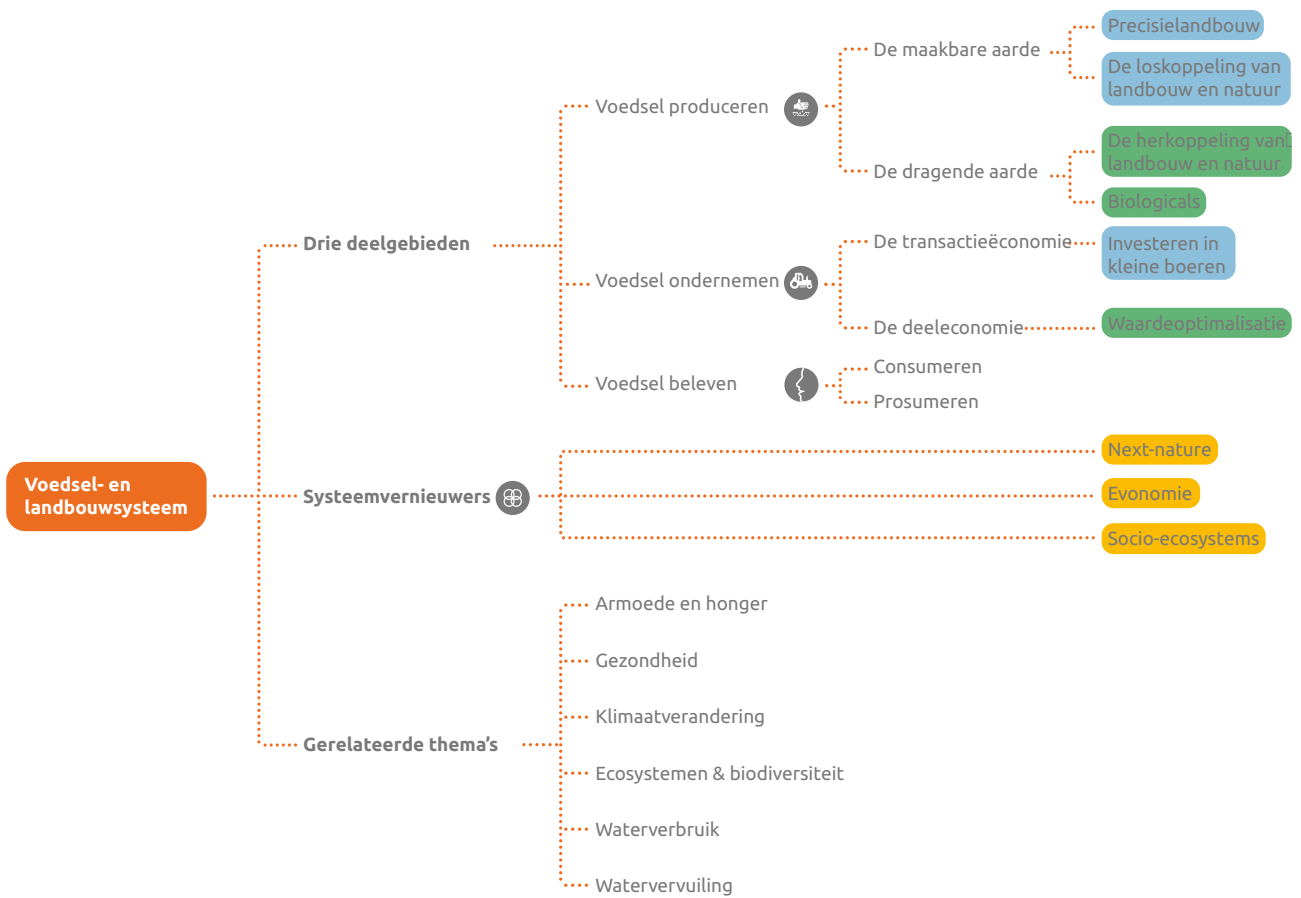 Voedsel- en
landbouwsysteem
Drie deelgebieden
Voedsel produceren
De maakbare aarde
Precisielandbouw
De loskoppeling van
landbouw en natuur
De dragende aarde
De herkoppeling van
landbouw en natuur
Biologicals
Voedsel ondernemen
De transactieëconomie
Investeren in
kleine boeren
De deeleconomie
Waardeoptimalisatie
Voedsel beleven
Consumeren
Prosumeren
Systeemvernieuwers
Next-nature
Evonomie
Socio-ecosystems
Gerelateerde thema's
Armoede en honger
Gezondheid
Klimaatverandering
Ecosystemen & biodiversiteit
Waterverbruik
Watervervuiling